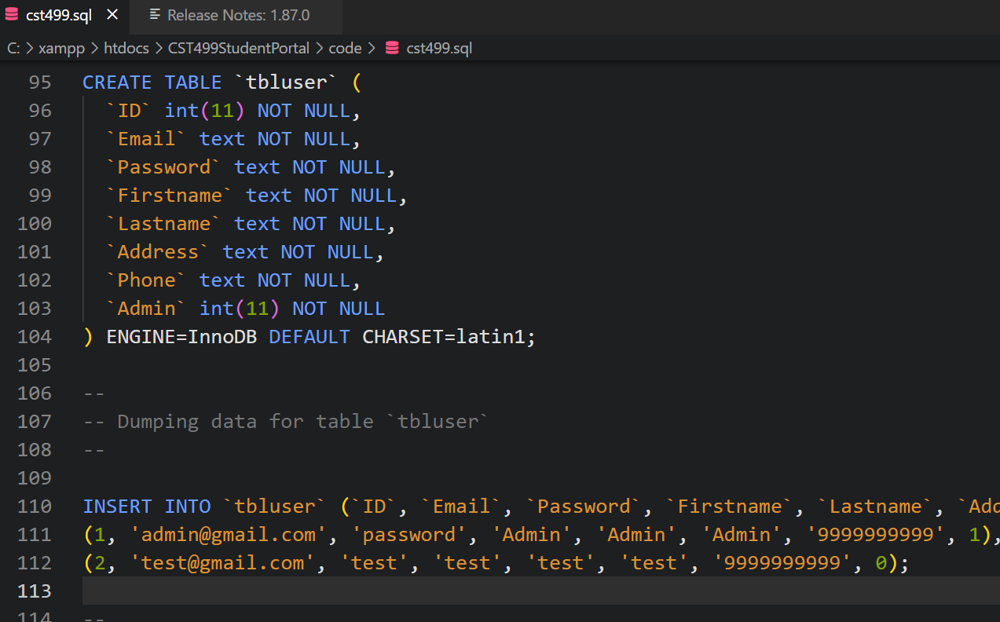 cst499.sql × Release Notes: 1.87.0
C: > xampp > htdocs > CST499StudentPortal > code > cst499.sql
95 CREATE TABLE `tbluser` (
96 `ID` int(11) NOT NULL,
97 `Email` text NOT NULL,
98 `Password` text NOT NULL,
99 `Firstname` text NOT NULL,
100 `Lastname` text NOT NULL,
101 `Address` text NOT NULL,
102 `Phone` text NOT NULL,
103 `Admin` int(11) NOT NULL
104 ) ENGINE=InnoDB DEFAULT CHARSET=latin1;
105
106 --
107 -- Dumping data for table `tbluser`
108 --
109
110 INSERT INTO `tbluser` (`ID`, `Email`, `Password`, `Firstname`, `Lastname`, `Add
111 (1, 'admin@gmail.com', 'password', 'Admin', 'Admin', 'Admin', '9999999999', 1),
112 (2, 'test@gmail.com', 'test', 'test', 'test', 'test', '9999999999', 0);
113
114 --